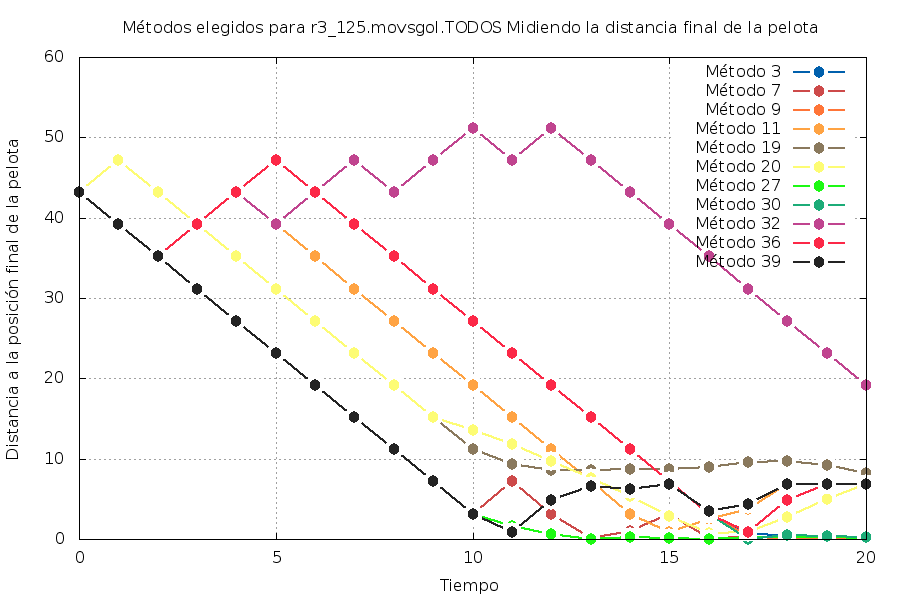 Métodos elegidos para r3_125.movsgol.TODOS Midiendo la distancia final de la pelota
Distancia a la posición final de la pelota
60
50
40
30
20
10
0
Método 3
Método 7
Método 9
Método 11
Método 19
Método 20
Método 27
Método 30
Método 32
Método 36
Método 39
0 5 10 15 20
Tiempo